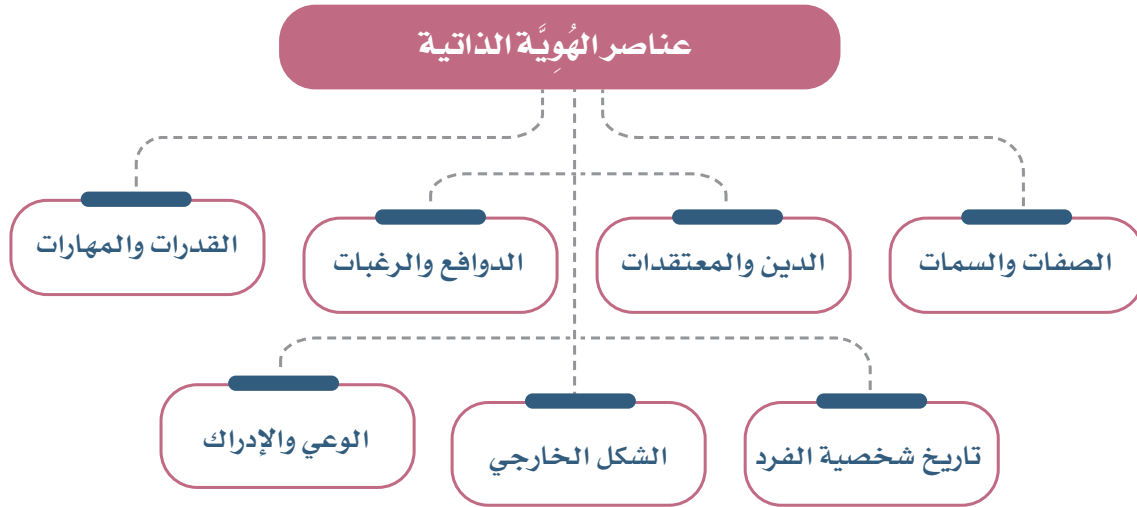 عناصر الهُوِيَّة الذاتية
الصفات والسمات
الدين والمعتقدات
الدوافع والرغبات
القدرات والمهارات
تاريخ شخصية الفرد
الشكل الخارجي
الوعي والإدراك